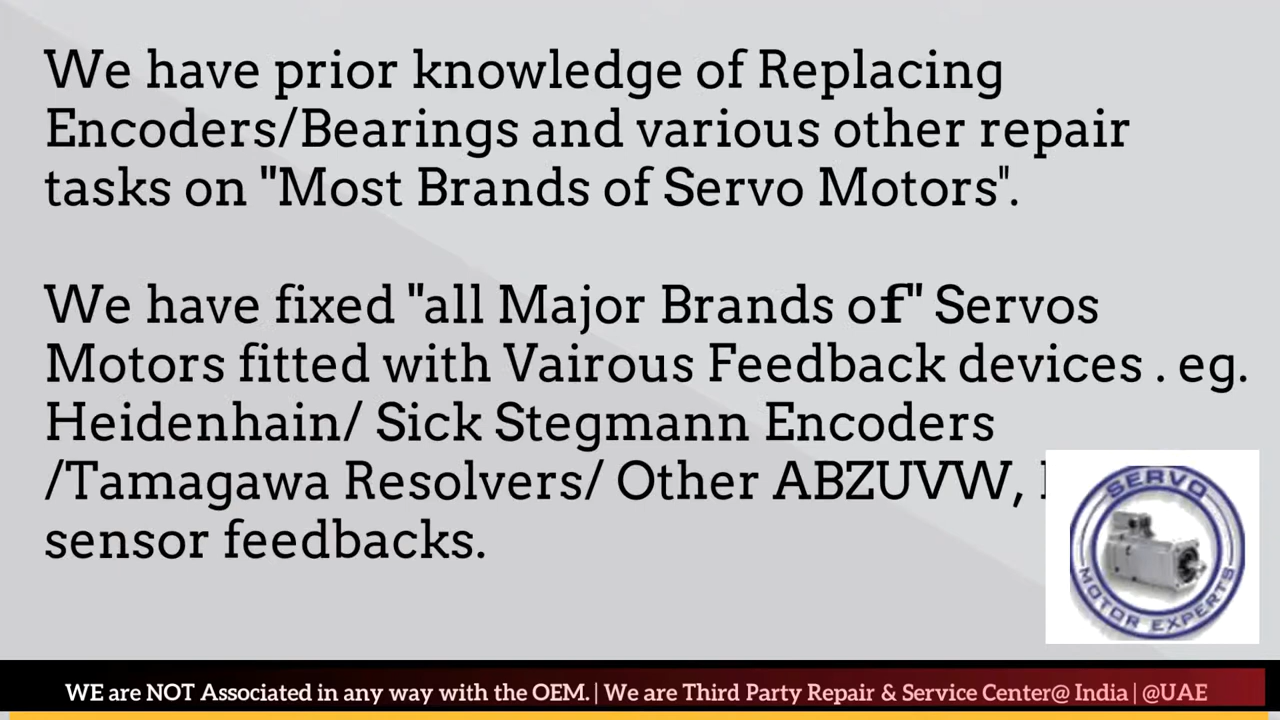 We have prior knowledge of Replacing
Encoders/Bearings and various other repair
tasks on "Most Brands of Servo Motors".
We have fixed "all Major Brands of" Servos
Motors fitted with Vairous Feedback devices . eg.
Heidenhain/ Sick Stegmann Encoders
/Tamagawa Resolvers/ Other ABZUVW,
sensor feedbacks.
SERVO
MOTOR EXPERTS
WE are NOT Associated in any way with the OEM. | We are Third Party Repair & Service Center@ India | @UAE